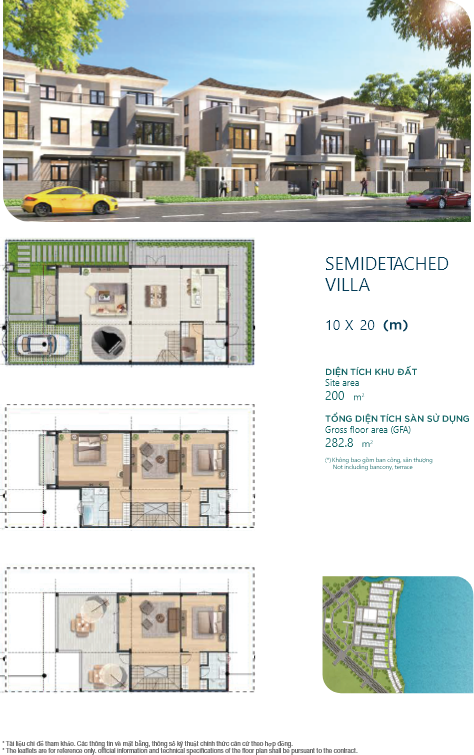 SEMIDETACHED
VILLA
10 X 20 (m)
DIỆN TÍCH KHU ĐẤT
Site area
200 m²
TỔNG DIỆN TÍCH SÀN SỬ DỤNG
Gross floor area (GFA)
282.8 m²
(*) Không bao gồm ban công, sân thượng
Not including bancony, terrace
* Tài liệu chỉ để tham khảo. Các thông tin về mặt bằng, thông số kỹ thuật chính thức căn cứ theo hợp đồng.
* The leaflets are for reference only. official information and technical specifications of the floor plan shall be pursuant to the contract.